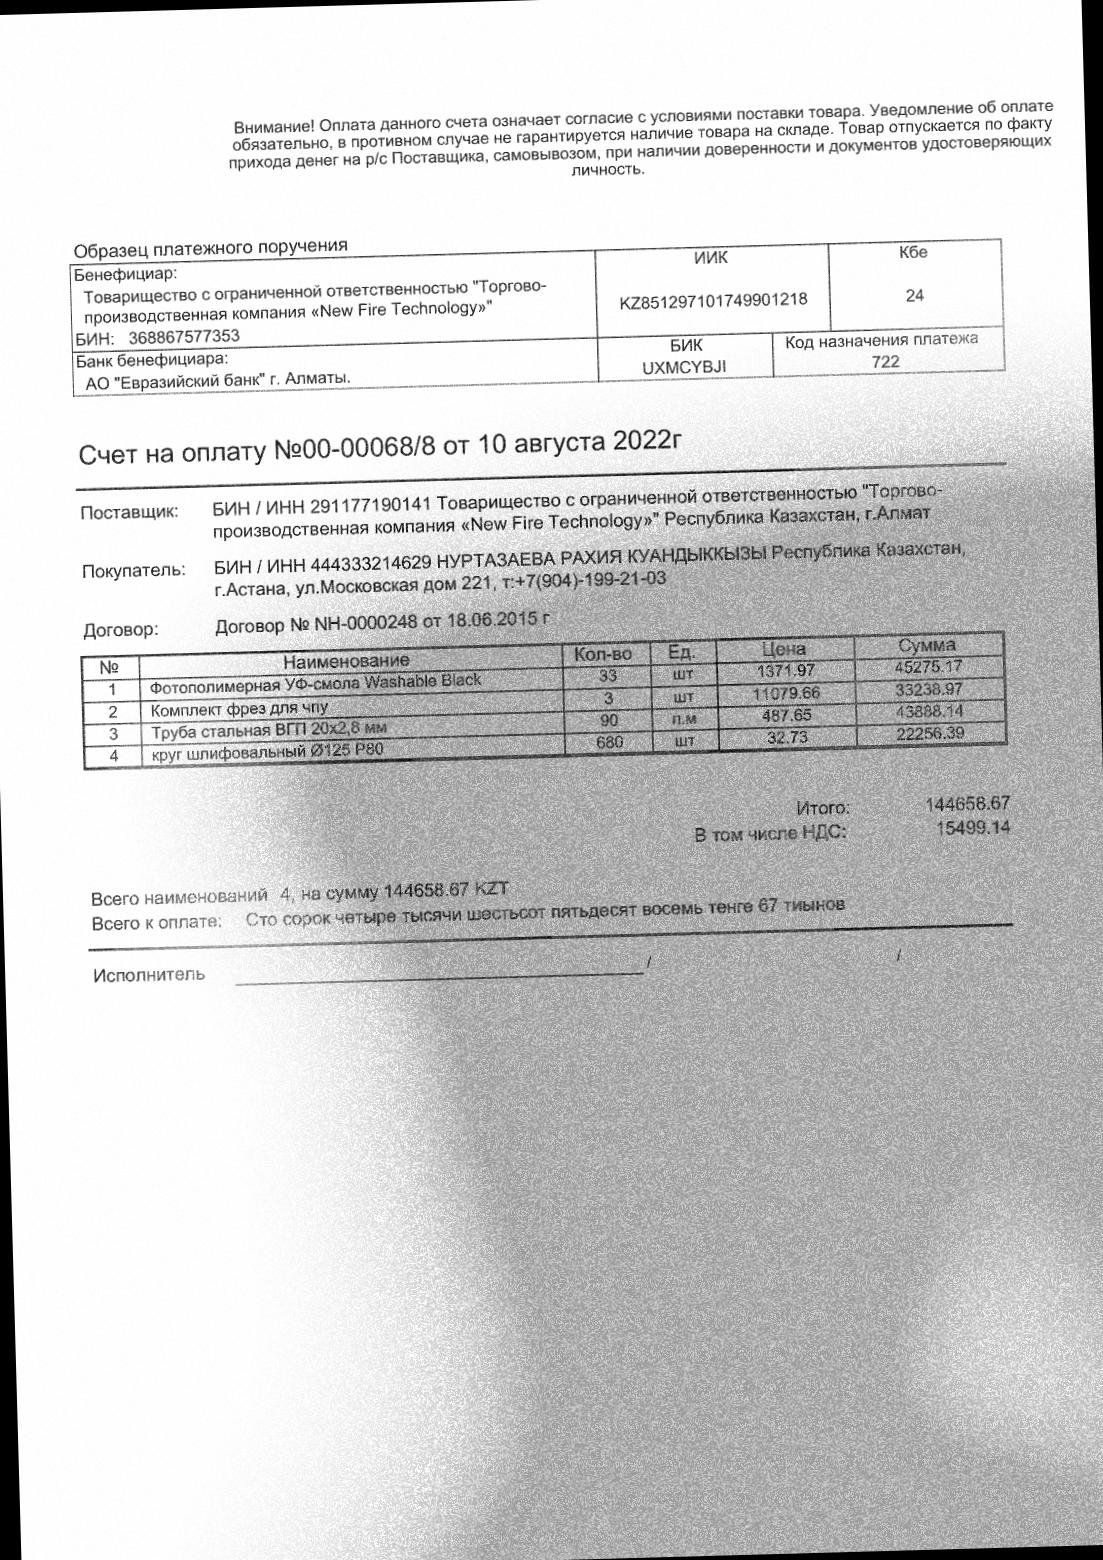 Внимание! Оплата данного счета означает согласие с условиями поставки товара. Уведомление об оплате
обязательно, в противном случае не гарантируется наличие товара на складе. Товар отпускается по факту
прихода денег на р/с Поставщика, самовывозом, при наличии доверенности и документов удостоверяющих
личность.
Образец платежного поручения
Бенефициар: ИИК Кбе
Товарищество с ограниченной ответственностью "Торгово-
производственная компания «New Fire Technology»" KZ851297101749901218 24
БИН: 368867577353
Банк бенефициара: БИК Код назначения платежа
АО "Евразийский банк" г. Алматы. UXMCYBJI 722
Счет на оплату №00-00068/8 от 10 августа 2022г
Поставщик: БИН / ИНН 291177190141 Товарищество с ограниченной ответственностью "Торгово-
производственная компания «New Fire Technology»" Республика Казахстан, г.Алмат
Покупатель: БИН / ИНН 444333214629 НУРТАЗАЕВА РАХИЯ КУАНДЫККЫЗЫ Республика Казахстан,
г.Астана, ул.Московская дом 221, т:+7(904)-199-21-03
Договор: Договор № NH-0000248 от 18.06.2015 г
№ Наименование Кол-во Ед. Цена Сумма
1 Фотополимерная УФ-смола Washable Black 33 шт 1371.97 45275.17
2 Комплект фрез для чпу 3 шт 11079.66 33238.97
3 Труба стальная ВГП 20x2,8 мм 90 п.м 487.65 43888.14
4 круг шлифовальный Ø125 P80 680 шт 32.73 22256.39
Итого: 144658.67
В том числе НДС: 15499.14
Всего наименований 4, на сумму 144658.67 KZT
Всего к оплате: Сто сорок четыре тысячи шестьсот пятьдесят восемь тенге 67 тиынов
Исполнитель / /